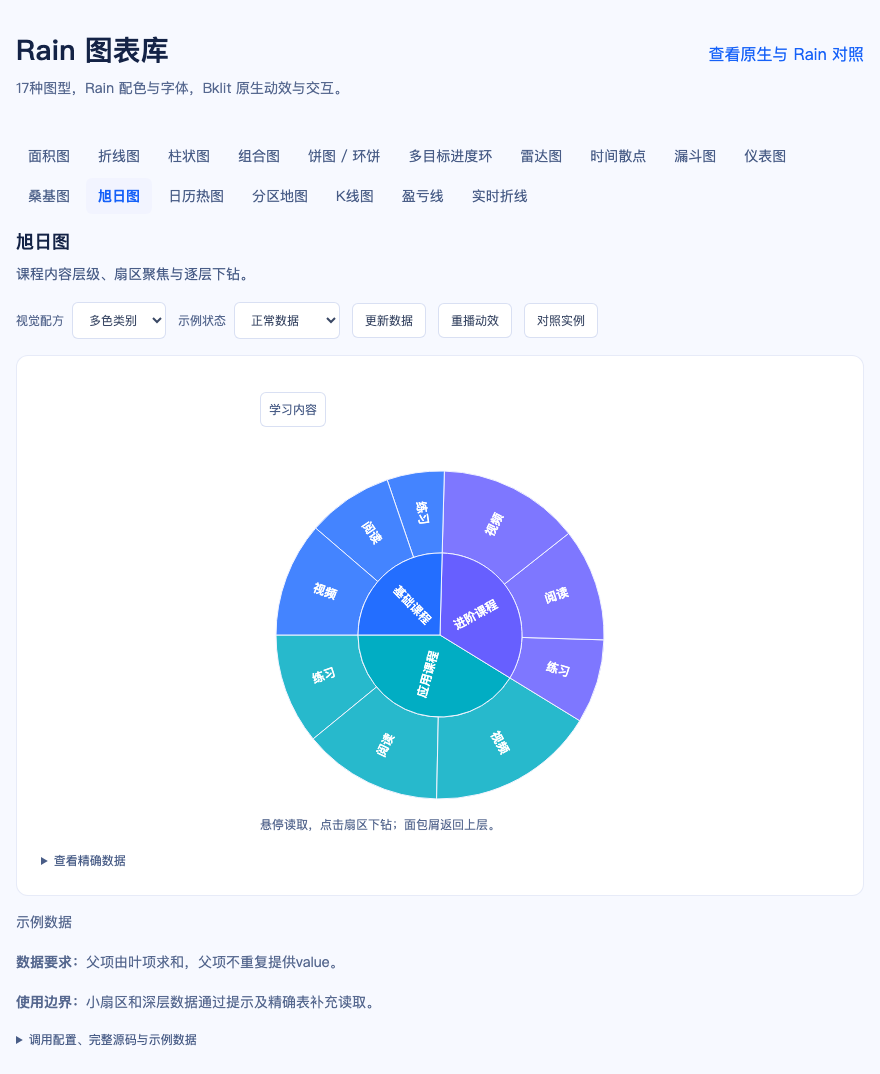 Rain 图表库
查看原生与 Rain 对照
17种图型，Rain 配色与字体，Bklit 原生动效与交互。
面积图 折线图 柱状图 组合图 饼图 / 环饼 多目标进度环 雷达图 时间散点 漏斗图 仪表图
桑基图 旭日图 日历热图 分区地图 K线图 盈亏线 实时折线
旭日图
课程内容层级、扇区聚焦与逐层下钻。
视觉配方 多色类别 示例状态 正常数据 更新数据 重播动效 对照实例
学习内容
练习
视频
阅读
视频
阅读
基础课程
进阶课程
练习
应用课程
练习
阅读
视频
悬停读取，点击扇区下钻；面包屑返回上层。
查看精确数据
示例数据
数据要求：父项由叶项求和，父项不重复提供value。
使用边界：小扇区和深层数据通过提示及精确表补充读取。
调用配置、完整源码与示例数据